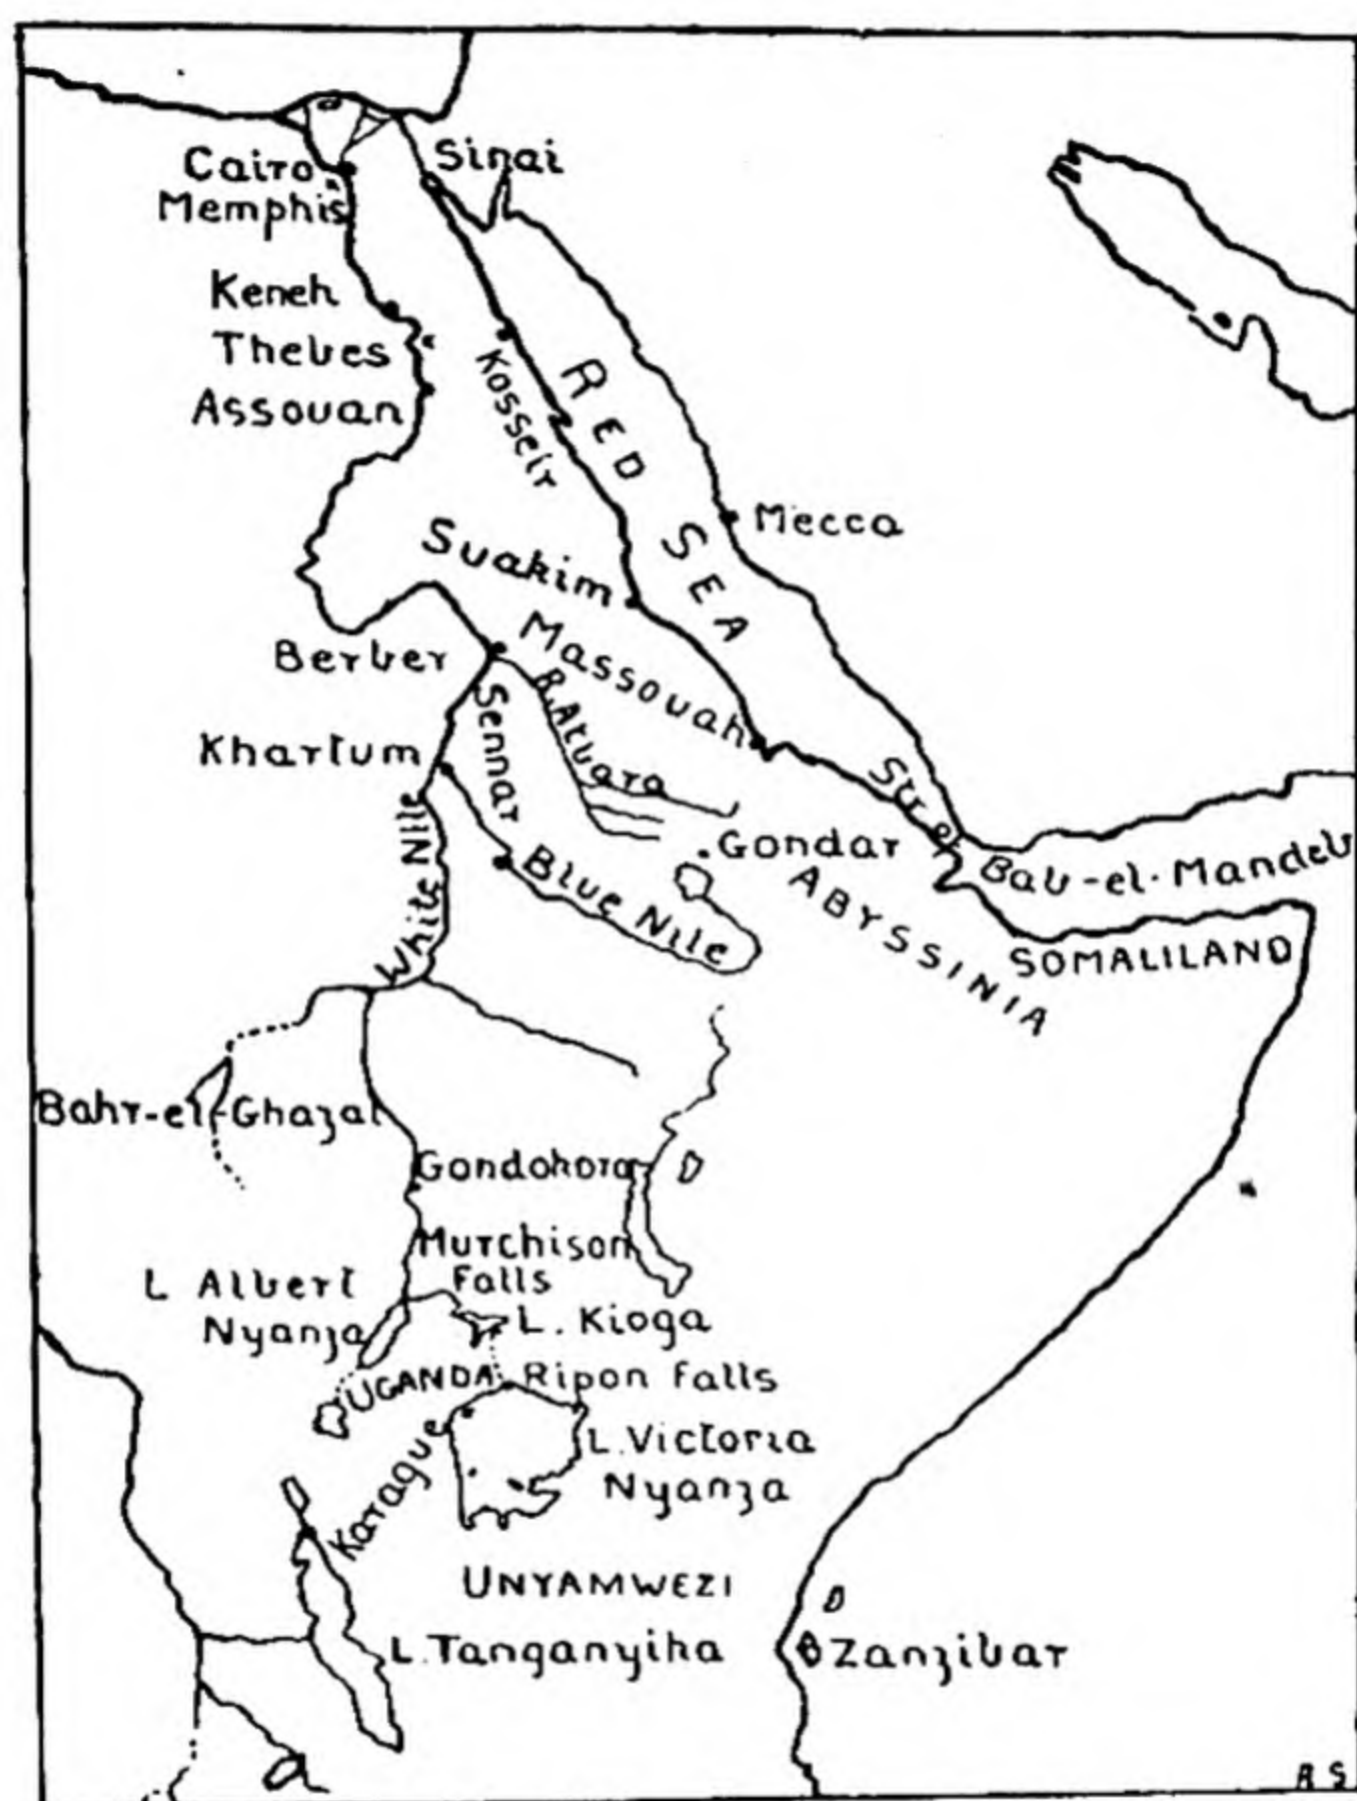 Cairo
Sinai
Memphis
Keneh
Thebes
Assouan
Kosseir
RED SEA
Mecca
Suakim
Massouah
Berber
R. Atbara
Sennar
Khartum
White Nile
Blue Nile
Gondar
ABYSSINIA
Str of
Bab-el-Mandeb
SOMALILAND
Bahr-el-Ghazal
Gondokoro
Murchison
Falls
L Albert
Nyanza
L. Kioga
UGANDA
Ripon Falls
Karague
L. Victoria
Nyanza
UNYAMWEZI
L. Tanganyika
Zanzibar
R S